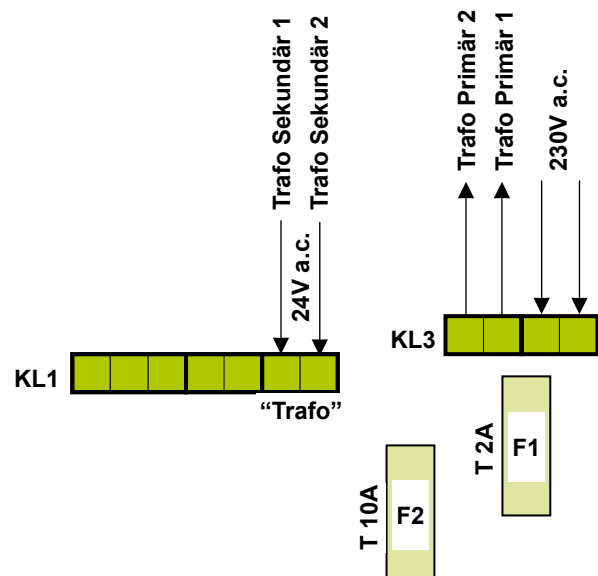 Trafo Sekundär 1
24V a.c.
Trafo Sekundär 2
Trafo Primär 2
Trafo Primär 1
230V a.c.
KL3
KL1
“Trafo”
T 2A
F1
T 10A
F2